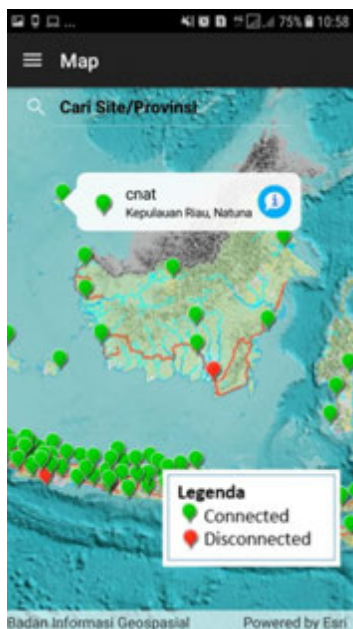 75% 10:58
Map
Cari Site/Provinsi
cnat
Kepulauan Riau, Natuna
Legenda
Connected
Disconnected
Badan Informasi Geospasial Powered by Esri